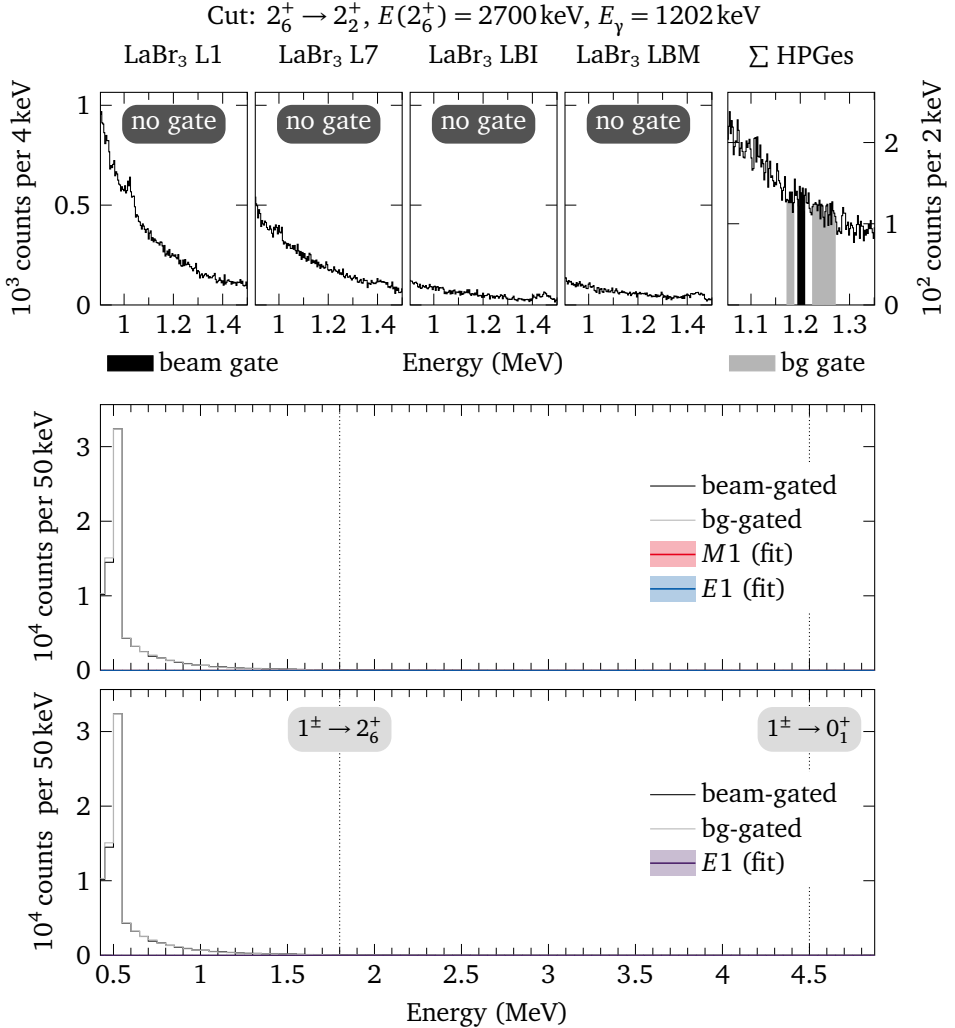 Cut: 2₆⁺ → 2₂⁺, E(2₆⁺) = 2700 keV, Eᵧ = 1202 keV
LaBr₃ L1 LaBr₃ L7 LaBr₃ LBI LaBr₃ LBM ∑ HPGes
no gate no gate no gate no gate
10³ counts per 4 keV
1
0.5
0
10² counts per 2 keV
2
1
0
1 1.2 1.4 1 1.2 1.4 1 1.2 1.4 1 1.2 1.4 1.1 1.2 1.3
beam gate Energy (MeV) bg gate
10⁴ counts per 50 keV
3
2
1
0
beam-gated
bg-gated
M1 (fit)
E1 (fit)
10⁴ counts per 50 keV
3
2
1
0
1± → 2₆⁺ 1± → 0₁⁺
beam-gated
bg-gated
E1 (fit)
0.5 1 1.5 2 2.5 3 3.5 4 4.5
Energy (MeV)